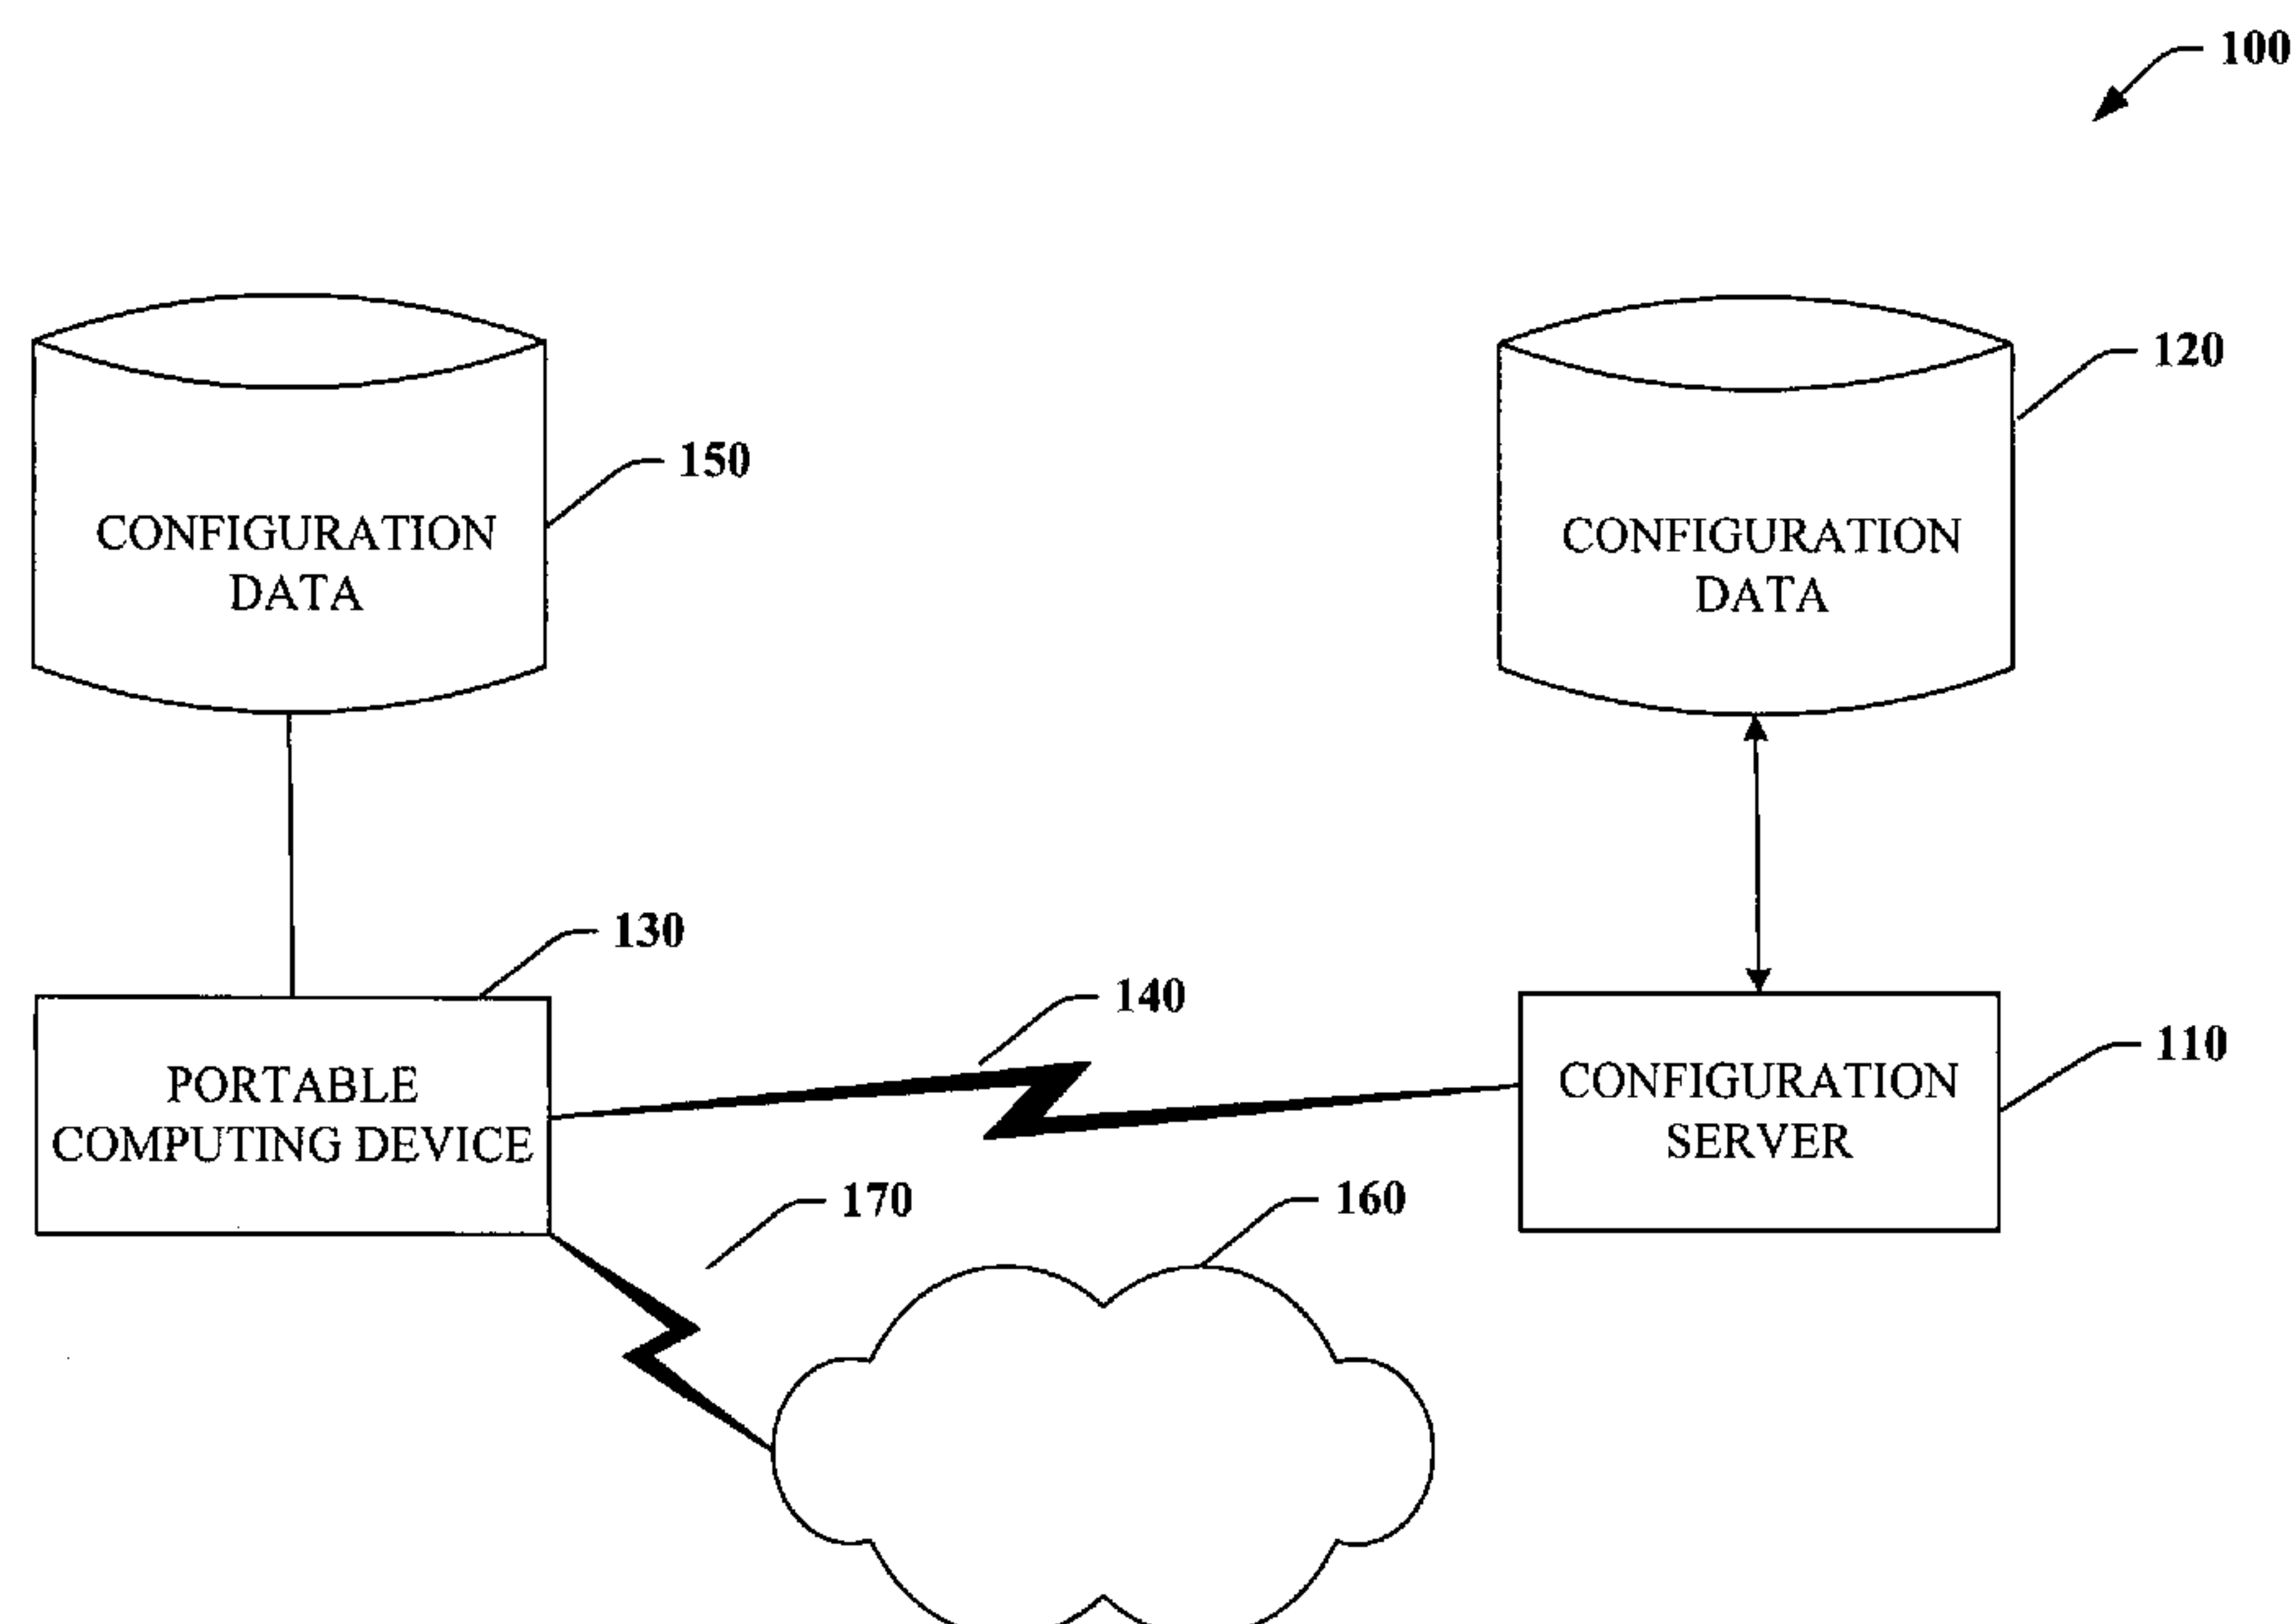 100
120
150
CONFIGURATION
DATA
CONFIGURATION
DATA
130
140
110
PORTABLE
COMPUTING DEVICE
CONFIGURATION
SERVER
170
160